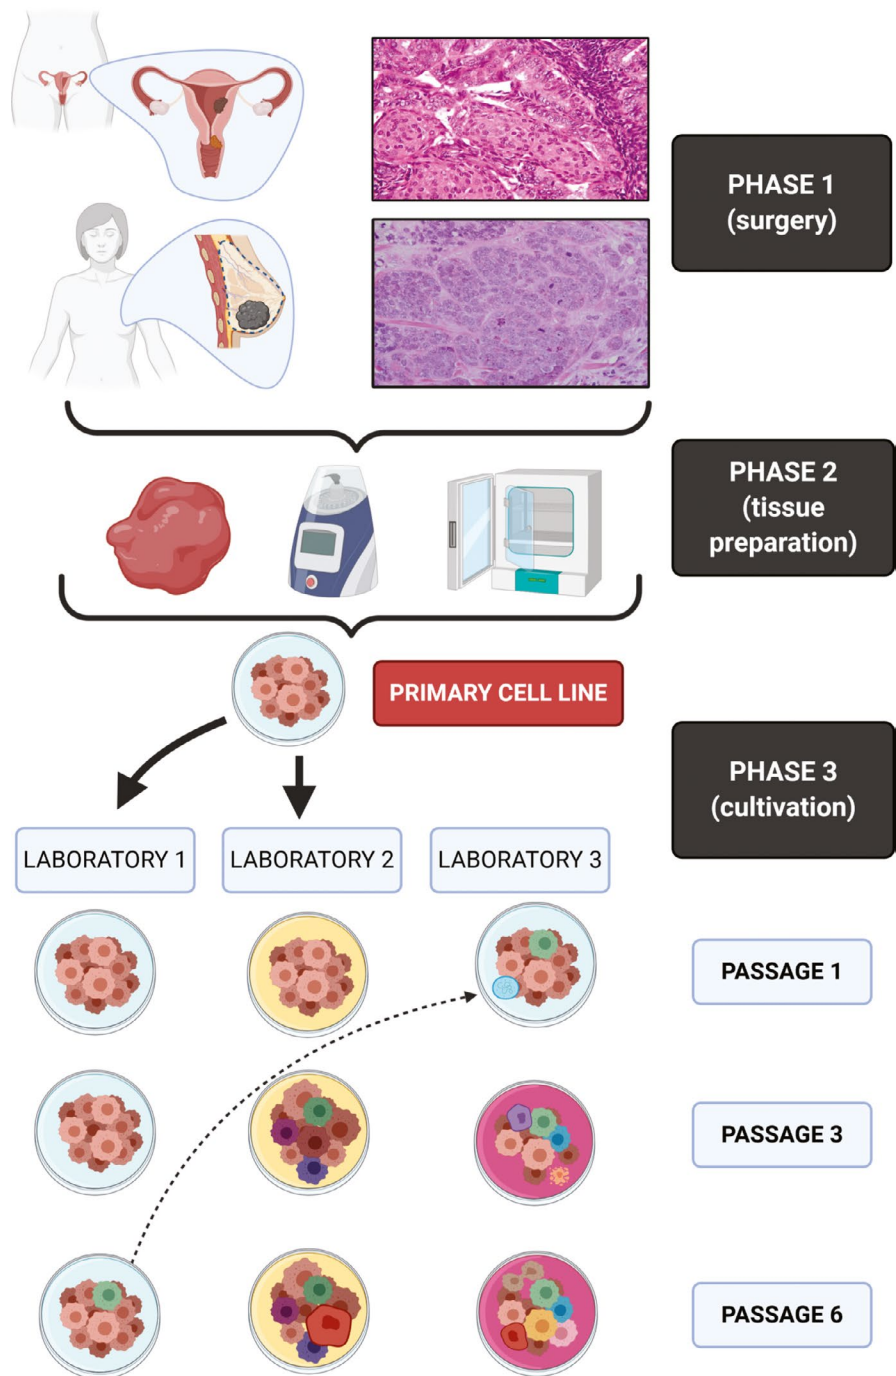 PHASE 1
(surgery)
PHASE 2
(tissue
preparation)
PRIMARY CELL LINE
PHASE 3
(cultivation)
LABORATORY 1
LABORATORY 2
LABORATORY 3
PASSAGE 1
PASSAGE 3
PASSAGE 6